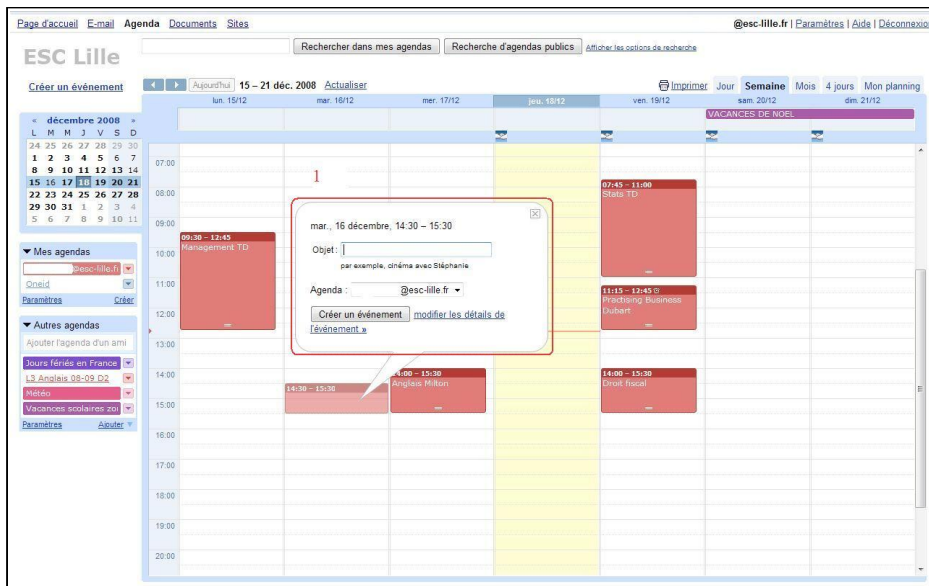 Page d'accueil E-mail Agenda Documents Sites @esc-lille.fr | Paramètres | Aide | Déconnexion
ESC Lille
Rechercher dans mes agendas Recherche d'agendas publics Afficher les options de recherche
Créer un événement
Aujourd'hui 15 – 21 déc. 2008 Actualiser Imprimer Jour Semaine Mois 4 jours Mon planning
lun. 15/12 mar. 16/12 mer. 17/12 jeu. 18/12 ven. 19/12 sam. 20/12 dim. 21/12
VACANCES DE NOEL
« décembre 2008 »
L M M J V S D
24 25 26 27 28 29 30
1 2 3 4 5 6 7
8 9 10 11 12 13 14
15 16 17 18 19 20 21
22 23 24 25 26 27 28
29 30 31 1 2 3 4
5 6 7 8 9 10 11
Mes agendas
@esc-lille.fi
Oneid
Paramètres Créer
Autres agendas
Ajouter l'agenda d'un ami
Jours fériés en France
L3 Anglais 08-09 D2
Météo
Vacances scolaires zoi
Paramètres Ajouter
07:00
08:00
09:00
10:00
11:00
12:00
13:00
14:00
15:00
16:00
17:00
18:00
19:00
20:00
09:30 – 12:45
Management TD
1
mar., 16 décembre, 14:30 – 15:30
Objet :
par exemple, cinéma avec Stéphanie
Agenda : @esc-lille.fr
Créer un événement modifier les détails de
l'événement »
14:30 – 15:30
14:00 – 15:30
Anglais Milton
07:45 – 11:00
Stats TD
11:15 – 12:45
Practising Business
Dubart
14:00 – 15:30
Droit fiscal